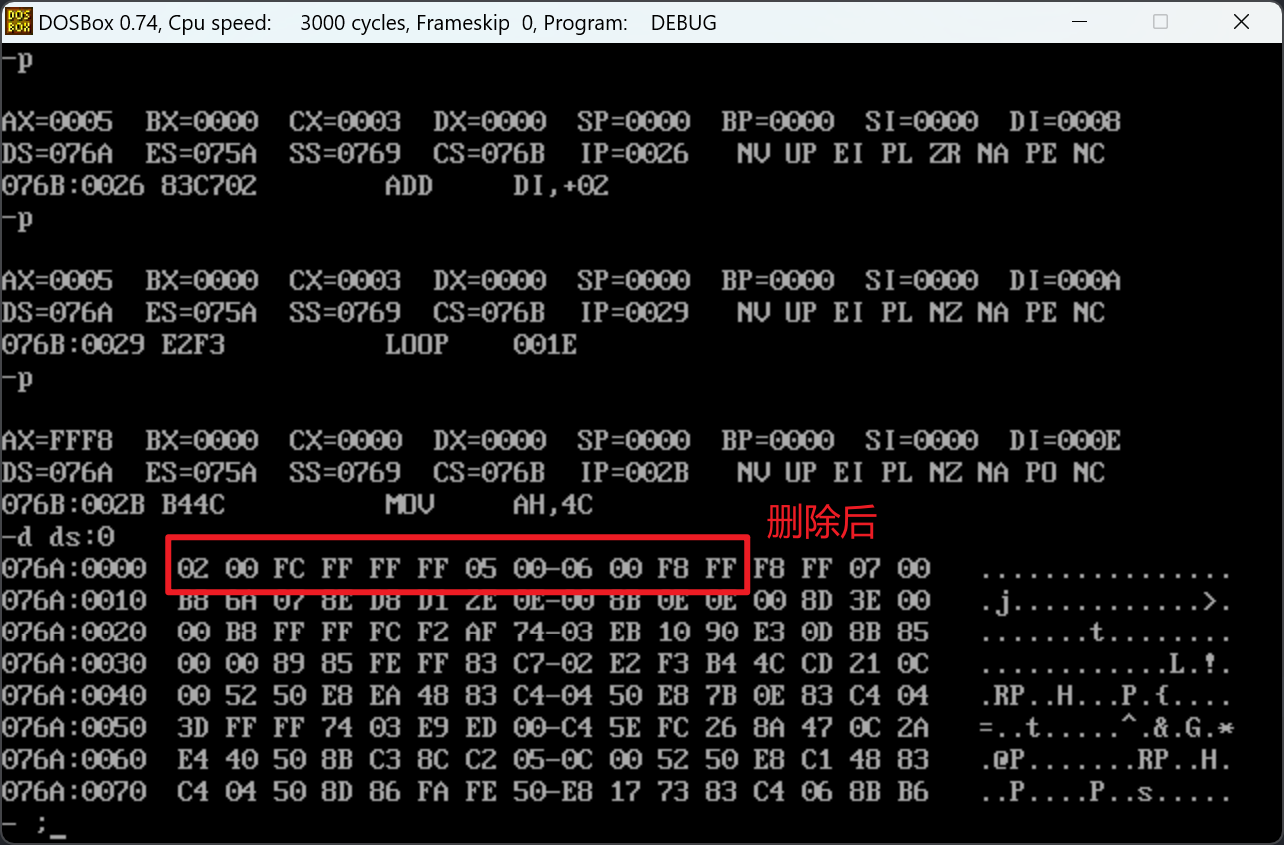 DOS
BOX
DOSBox 0.74, Cpu speed: 3000 cycles, Frameskip 0, Program: DEBUG
-p
AX=0005 BX=0000 CX=0003 DX=0000 SP=0000 BP=0000 SI=0000 DI=0008
DS=076A ES=075A SS=0769 CS=076B IP=0026 NV UP EI PL ZR NA PE NC
076B:0026 83C702 ADD DI,+02
-p
AX=0005 BX=0000 CX=0003 DX=0000 SP=0000 BP=0000 SI=0000 DI=000A
DS=076A ES=075A SS=0769 CS=076B IP=0029 NV UP EI PL NZ NA PE NC
076B:0029 E2F3 LOOP 001E
-p
AX=FFF8 BX=0000 CX=0000 DX=0000 SP=0000 BP=0000 SI=0000 DI=000E
DS=076A ES=075A SS=0769 CS=076B IP=002B NV UP EI PL NZ NA PO NC
076B:002B B44C MOV AH,4C
删除后
-d ds:0
076A:0000 02 00 FC FF FF FF 05 00-06 00 F8 FF F8 FF 07 00 ................
076A:0010 B8 6A 07 8E D8 D1 2E 0E-00 8B 0E 0E 00 8D 3E 00 .j............>.
076A:0020 00 B8 FF FF FC F2 AF 74-03 EB 10 90 E3 0D 8B 85 .......t........
076A:0030 00 00 89 85 FE FF 83 C7-02 E2 F3 B4 4C CD 21 0C ............L.!.
076A:0040 00 52 50 E8 EA 48 83 C4-04 50 E8 7B 0E 83 C4 04 .RP..H...P.{....
076A:0050 3D FF FF 74 03 E9 ED 00-C4 5E FC 26 8A 47 0C 2A =..t.....^.&.G.*
076A:0060 E4 40 50 8B C3 8C C2 05-0C 00 52 50 E8 C1 48 83 .@P.......RP..H.
076A:0070 C4 04 50 8D 86 FA FE 50-E8 17 73 83 C4 06 8B B6 ..P....P..s.....
- ;_